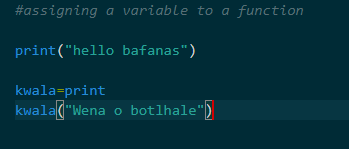 #assigning a variable to a function
print("hello bafanas")
kwala=print
kwala("Wena o botlhale")